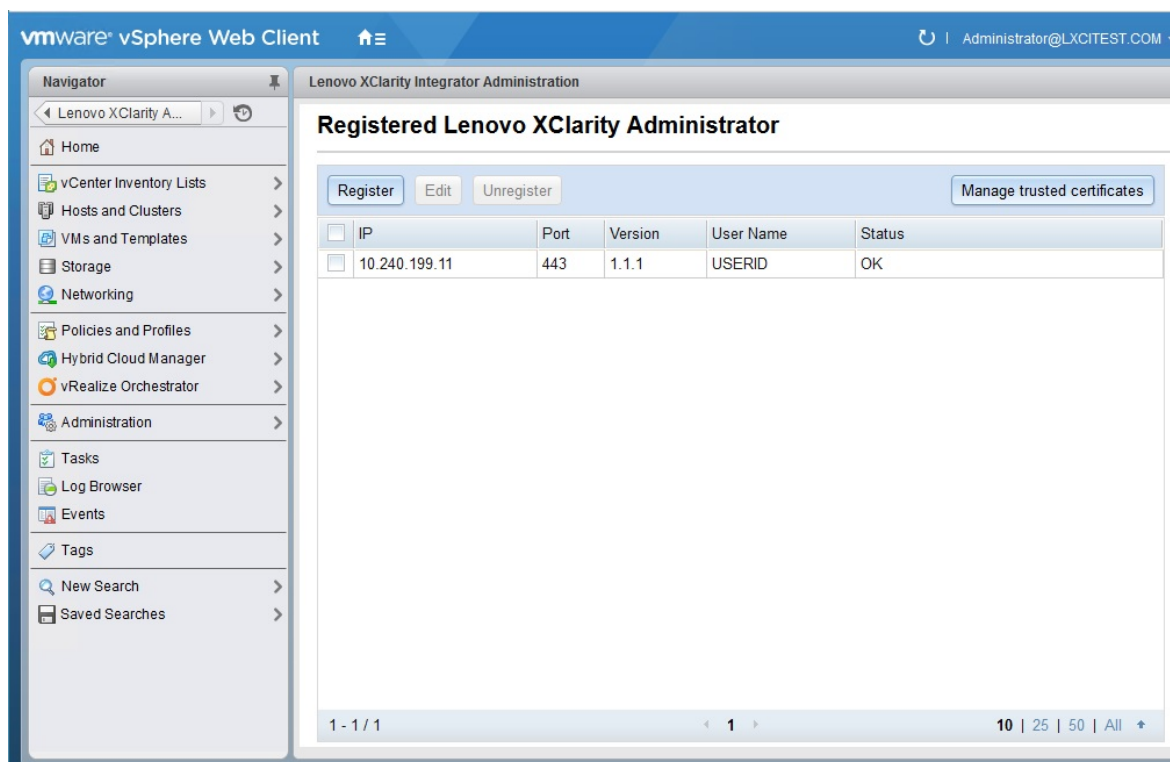 vmware® vSphere Web Client
Administrator@LXCITEST.COM
Navigator
Lenovo XClarity A...
Home
vCenter Inventory Lists
Hosts and Clusters
VMs and Templates
Storage
Networking
Policies and Profiles
Hybrid Cloud Manager
vRealize Orchestrator
Administration
Tasks
Log Browser
Events
Tags
New Search
Saved Searches
Lenovo XClarity Integrator Administration
Registered Lenovo XClarity Administrator
Register Edit Unregister Manage trusted certificates
IP Port Version User Name Status
10.240.199.11 443 1.1.1 USERID OK
1 - 1 / 1 1 10 | 25 | 50 | All